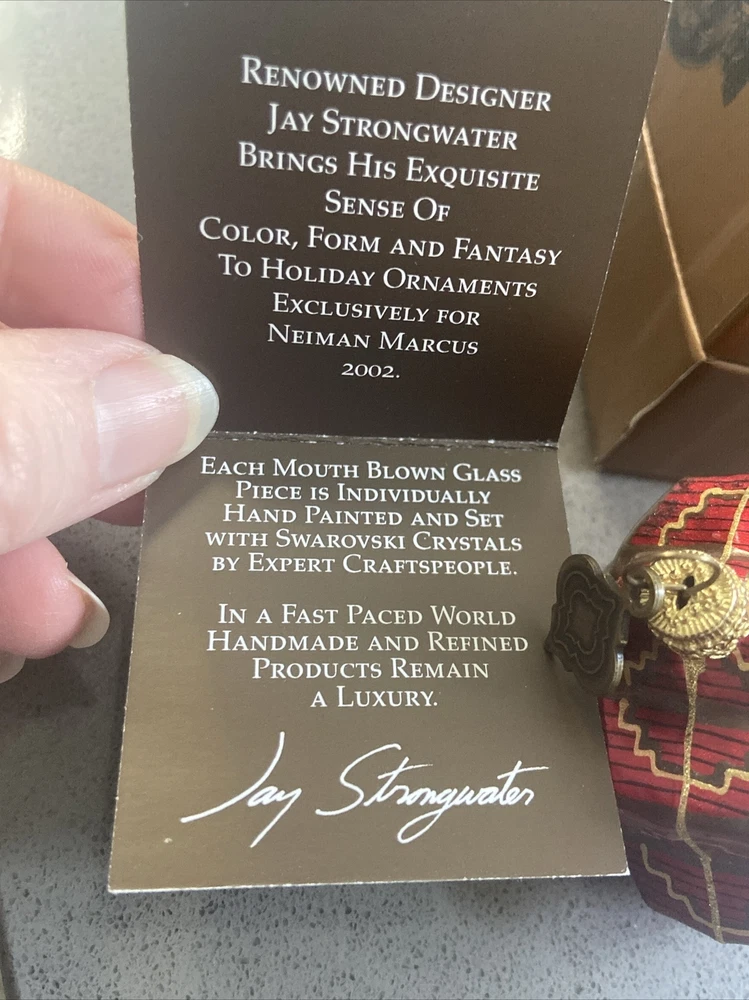 RENOWNED DESIGNER
JAY STRONGWATER
BRINGS HIS EXQUISITE
SENSE OF
COLOR, FORM AND FANTASY
TO HOLIDAY ORNAMENTS
EXCLUSIVELY FOR
NEIMAN MARCUS
2002.
EACH MOUTH BLOWN GLASS
PIECE IS INDIVIDUALLY
HAND PAINTED AND SET
WITH SWAROVSKI CRYSTALS
BY EXPERT CRAFTSPEOPLE.
IN A FAST PACED WORLD
HANDMADE AND REFINED
PRODUCTS REMAIN
A LUXURY.
Jay Strongwater